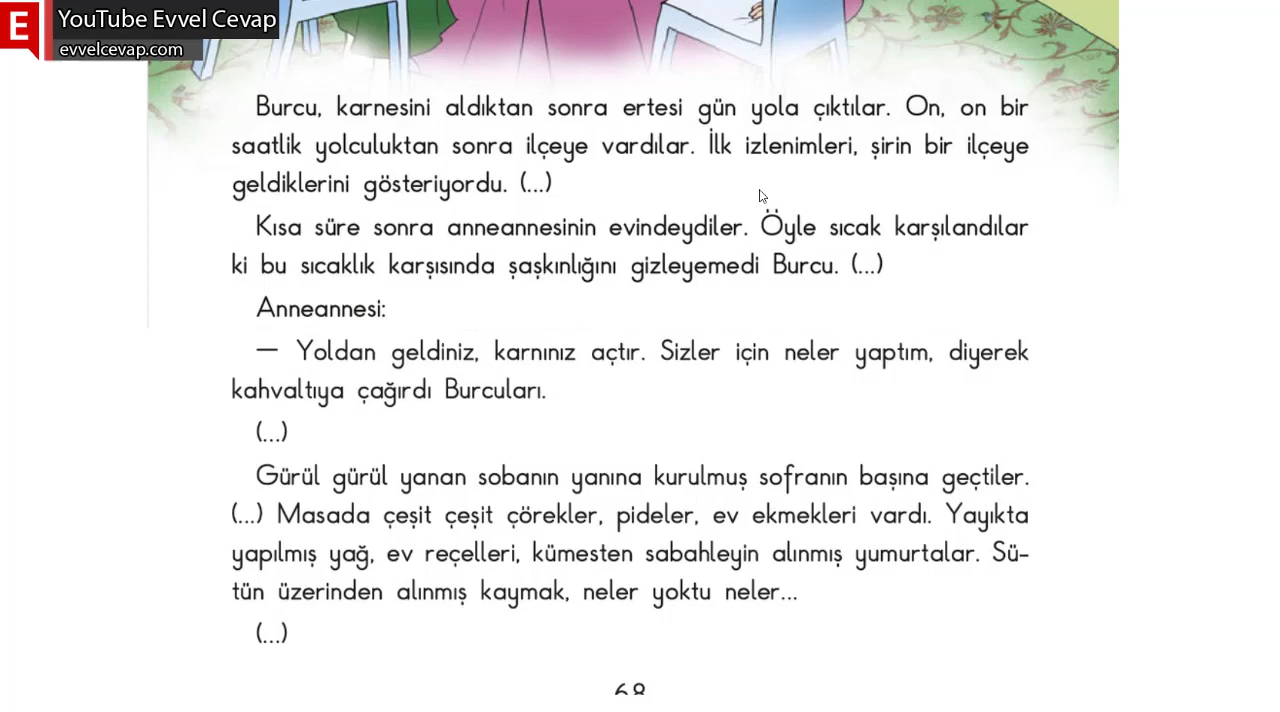 E
YouTube Evvel Cevap
evvelcevap.com
Burcu, karnesini aldıktan sonra ertesi gün yola çıktılar. On, on bir
saatlik yolculuktan sonra ilçeye vardılar. İlk izlenimleri, şirin bir ilçeye
geldiklerini gösteriyordu. (...)
Kısa süre sonra anneannesinin evindeydiler. Öyle sıcak karşılandılar
ki bu sıcaklık karşısında şaşkınlığını gizleyemedi Burcu. (...)
Anneannesi:
— Yoldan geldiniz, karnınız açtır. Sizler için neler yaptım, diyerek
kahvaltıya çağırdı Burcuları.
(...)
Gürül gürül yanan sobanın yanına kurulmuş sofranın başına geçtiler.
(...) Masada çeşit çeşit çörekler, pideler, ev ekmekleri vardı. Yayıkta
yapılmış yağ, ev reçelleri, kümesten sabahleyin alınmış yumurtalar. Sü-
tün üzerinden alınmış kaymak, neler yoktu neler...
(...)
68